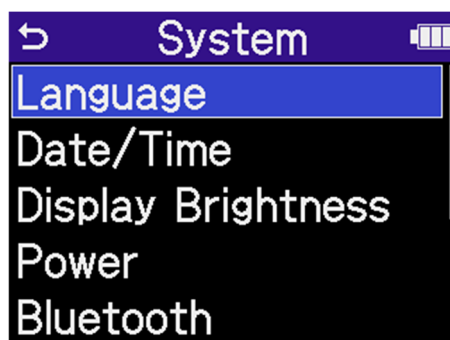 System
Language
Date/Time
Display Brightness
Power
Bluetooth